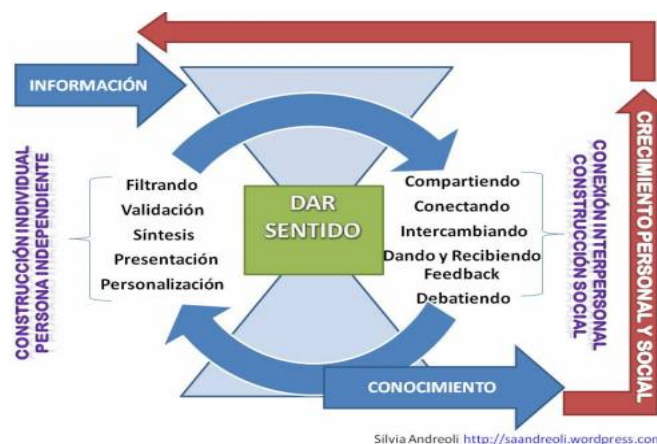 INFORMACIÓN
CONSTRUCCIÓN INDIVIDUAL
PERSONA INDEPENDIENTE
Filtrando
Validación
Síntesis
Presentación
Personalización
DAR
SENTIDO
Compartiendo
Conectando
Intercambiando
Dando y Recibiendo
Feedback
Debatiendo
CONEXIÓN INTERPERSONAL
CONSTRUCCIÓN SOCIAL
CRECIMIENTO PERSONAL Y SOCIAL
CONOCIMIENTO
Silvia Andreoli http://saandreoli.wordpress.com